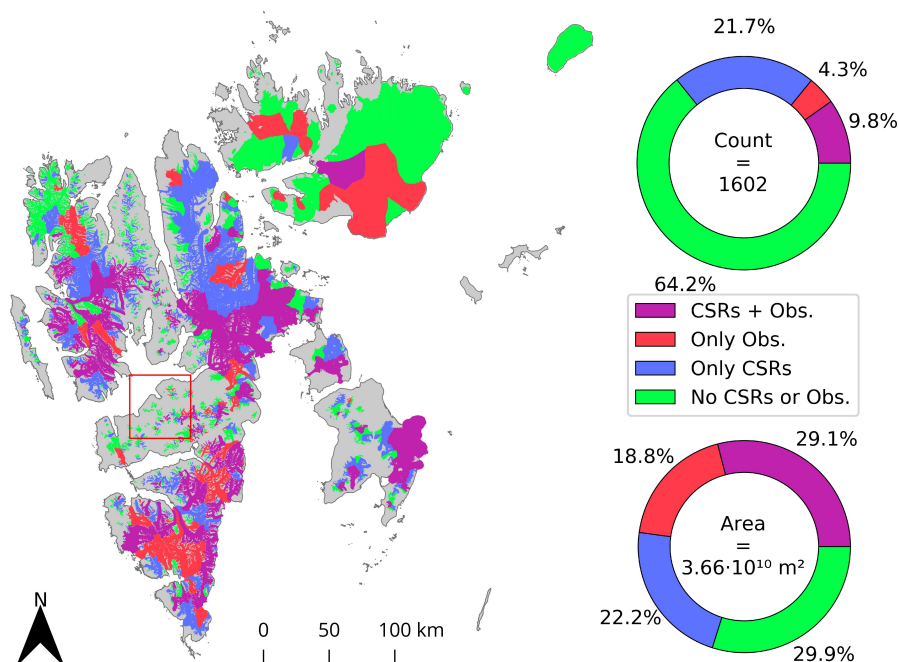 21.7%
4.3%
9.8%
Count
=
1602
64.2%
CSRs + Obs.
Only Obs.
Only CSRs
No CSRs or Obs.
29.1%
18.8%
Area
=
3.66·10¹⁰ m²
22.2%
29.9%
N
0 50 100 km